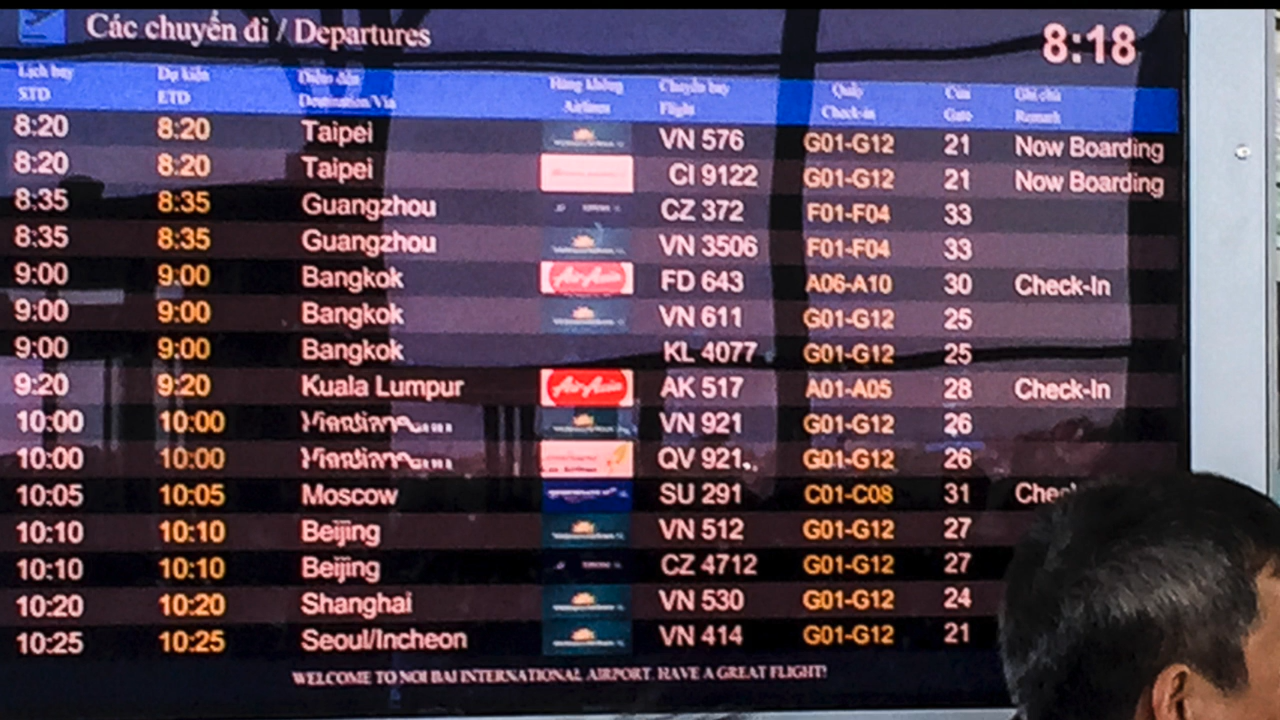 Các chuyến đi / Departures 8:18
Lịch bay Dự kiến Điểm đến Hãng không Chuyến bay Quầy Cửa Ghi chú
STD ETD Destination/Via Airlines Flight Check-in Gate Remark
8:20 8:20 Taipei VN 576 G01-G12 21 Now Boarding
8:20 8:20 Taipei CI 9122 G01-G12 21 Now Boarding
8:35 8:35 Guangzhou CZ 372 F01-F04 33
8:35 8:35 Guangzhou VN 3506 F01-F04 33
9:00 9:00 Bangkok AirAsia FD 643 A06-A10 30 Check-In
9:00 9:00 Bangkok VN 611 G01-G12 25
9:00 9:00 Bangkok KL 4077 G01-G12 25
9:20 9:20 Kuala Lumpur AirAsia AK 517 A01-A05 28 Check-In
10:00 10:00 VN 921 G01-G12 26
10:00 10:00 QV 921 G01-G12 26
10:05 10:05 Moscow SU 291 C01-C08 31 Chec
10:10 10:10 Beijing VN 512 G01-G12 27
10:10 10:10 Beijing CZ 4712 G01-G12 27
10:20 10:20 Shanghai VN 530 G01-G12 24
10:25 10:25 Seoul/Incheon VN 414 G01-G12 21
WELCOME TO NOI BAI INTERNATIONAL AIRPORT. HAVE A GREAT FLIGHT!